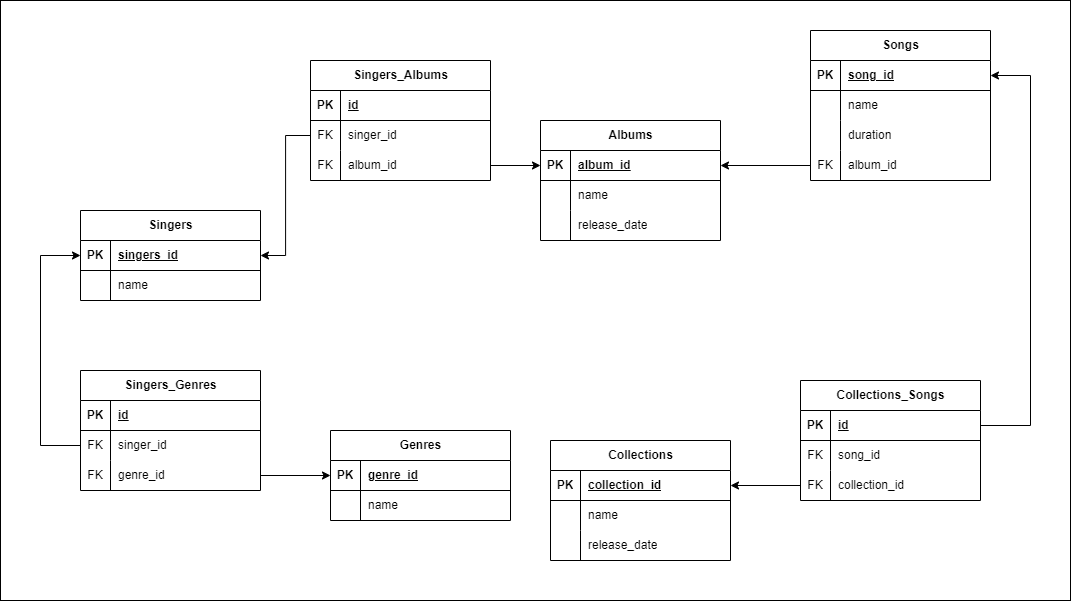 Songs
PK song_id
name
duration
FK album_id
Singers_Albums
PK id
FK singer_id
FK album_id
Albums
PK album_id
name
release_date
Singers
PK singers_id
name
Singers_Genres
PK id
FK singer_id
FK genre_id
Genres
PK genre_id
name
Collections
PK collection_id
name
release_date
Collections_Songs
PK id
FK song_id
FK collection_id